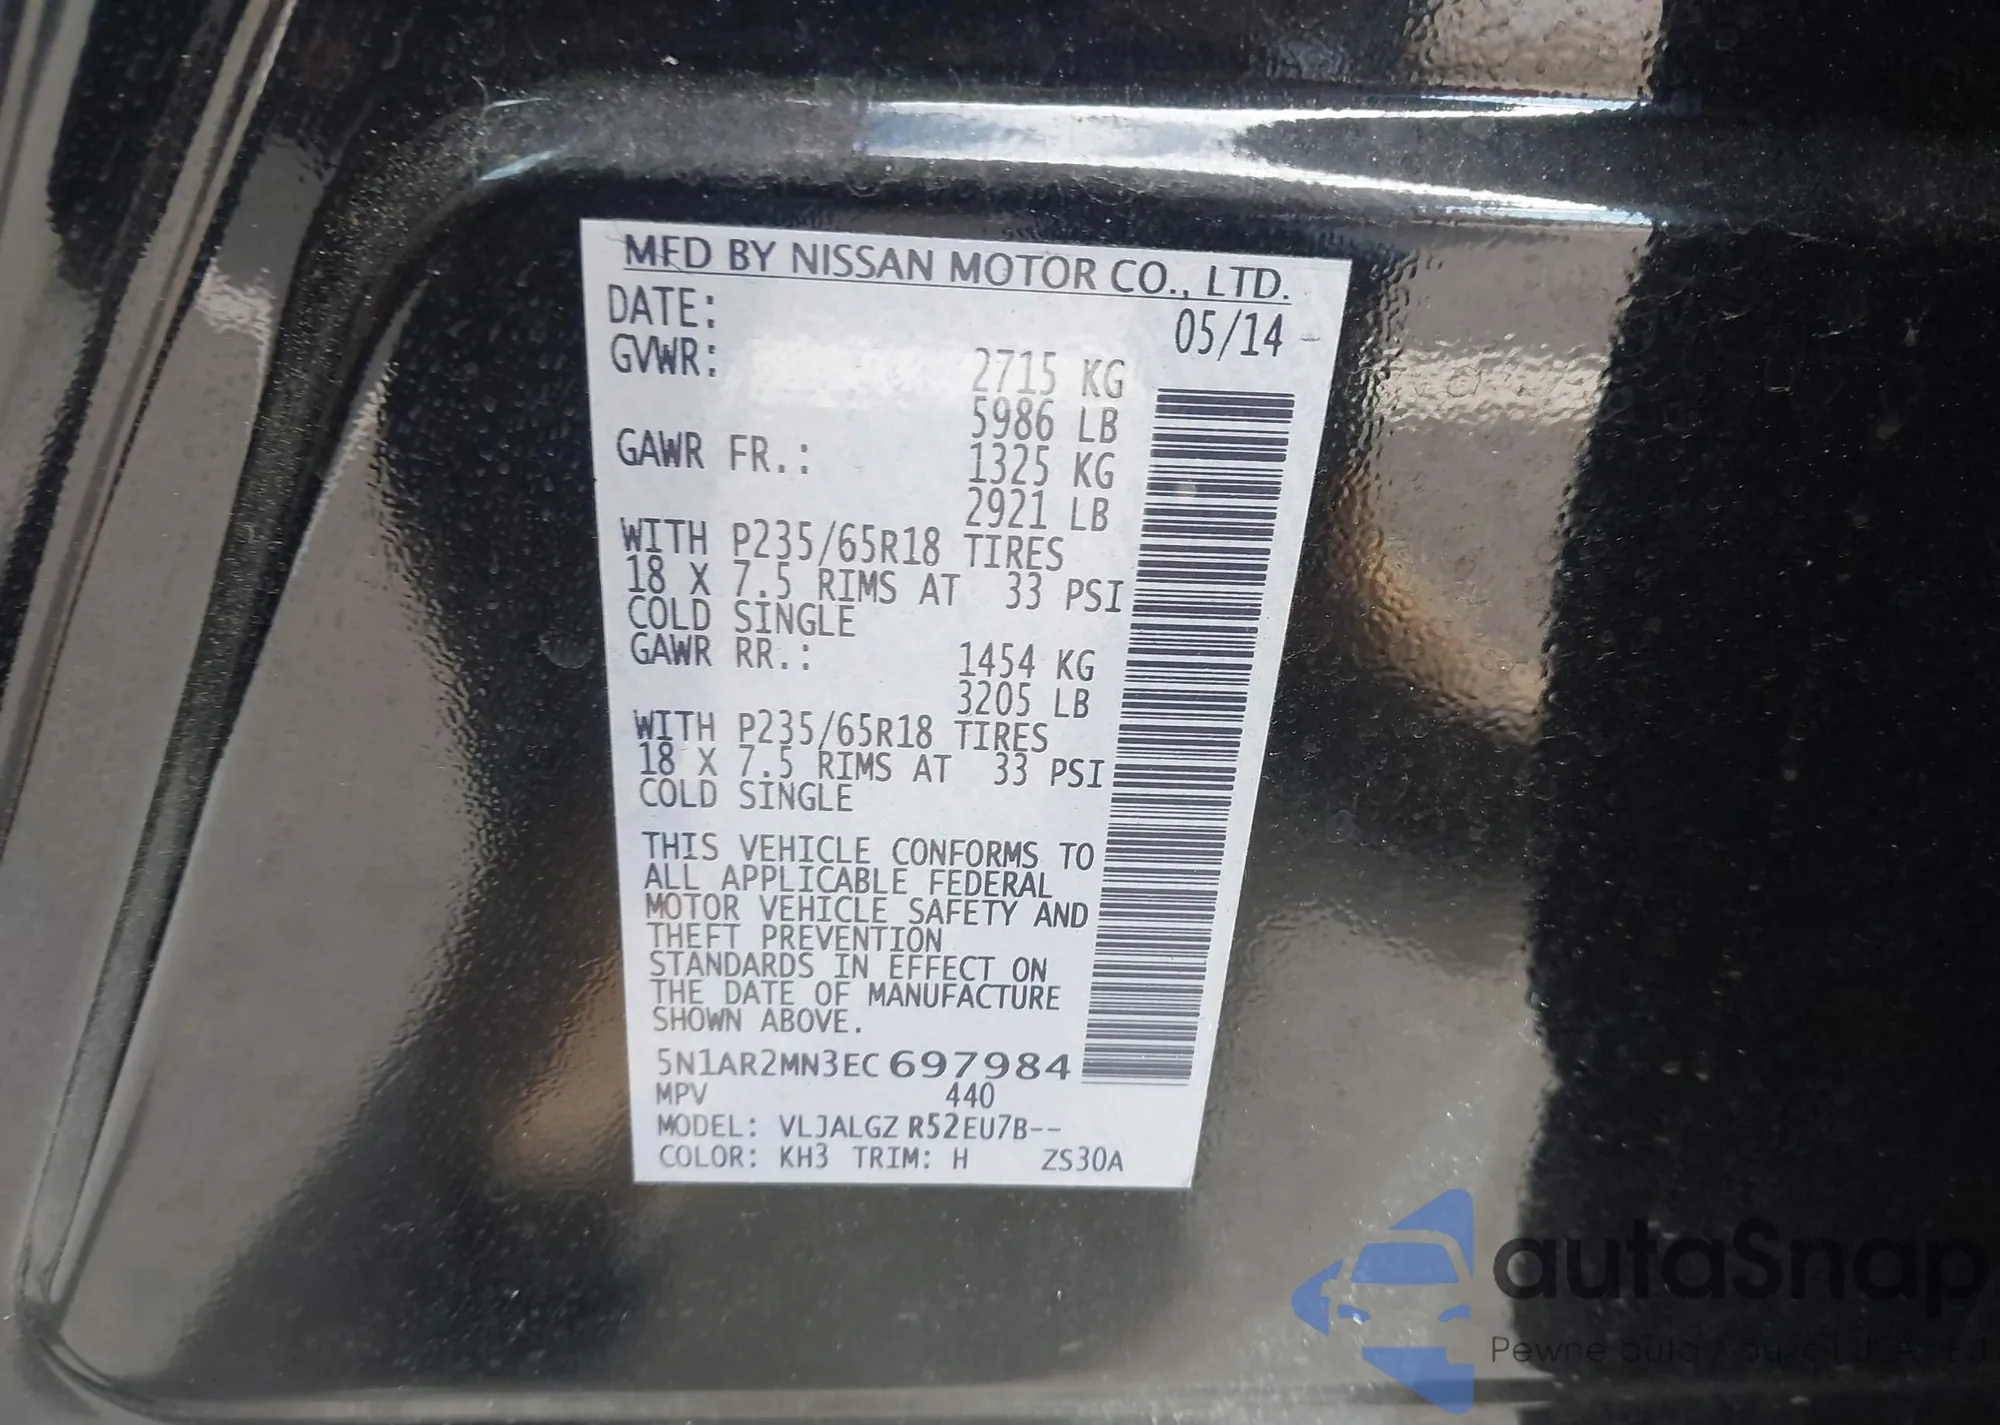 MFD BY NISSAN MOTOR CO., LTD.
DATE: 05/14
GVWR: 2715 KG
5986 LB
GAWR FR.: 1325 KG
2921 LB
WITH P235/65R18 TIRES
18 X 7.5 RIMS AT 33 PSI
COLD SINGLE
GAWR RR.: 1454 KG
3205 LB
WITH P235/65R18 TIRES
18 X 7.5 RIMS AT 33 PSI
COLD SINGLE
THIS VEHICLE CONFORMS TO
ALL APPLICABLE FEDERAL
MOTOR VEHICLE SAFETY AND
THEFT PREVENTION
STANDARDS IN EFFECT ON
THE DATE OF MANUFACTURE
SHOWN ABOVE.
5N1AR2MN3EC697984
MPV 440
MODEL: VLJALGZ R52EU7B--
COLOR: KH3 TRIM: H ZS30A
autaSnap
Pewne auta